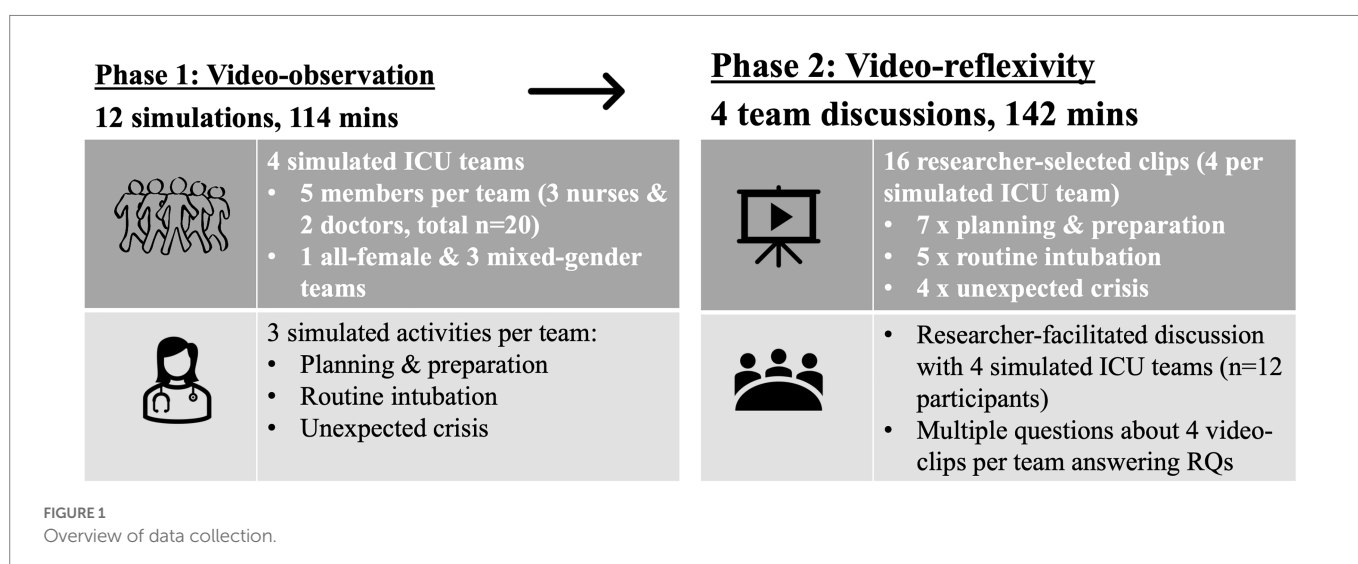 Phase 1: Video-observation
12 simulations, 114 mins
4 simulated ICU teams
• 5 members per team (3 nurses &
2 doctors, total n=20)
• 1 all-female & 3 mixed-gender
teams
3 simulated activities per team:
• Planning & preparation
• Routine intubation
• Unexpected crisis
Phase 2: Video-reflexivity
4 team discussions, 142 mins
16 researcher-selected clips (4 per
simulated ICU team)
• 7 x planning & preparation
• 5 x routine intubation
• 4 x unexpected crisis
• Researcher-facilitated discussion
with 4 simulated ICU teams (n=12
participants)
• Multiple questions about 4 video-
clips per team answering RQs
FIGURE 1
Overview of data collection.